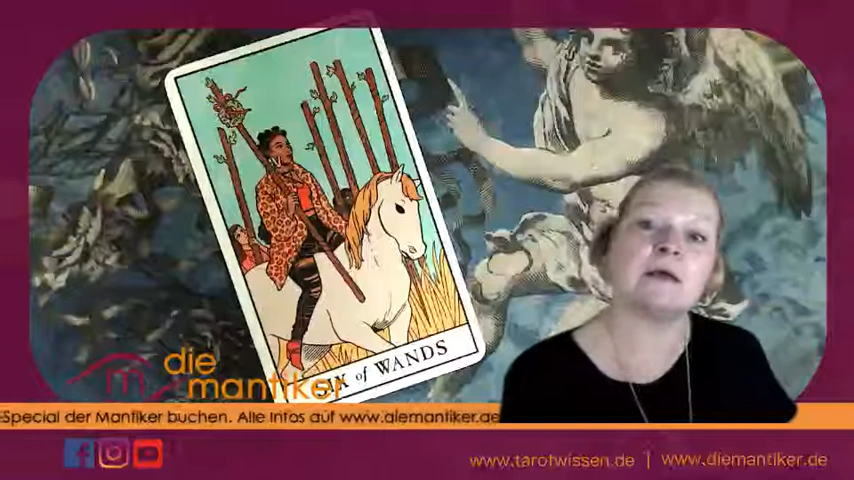 SIX of WANDS
die
mantiker
Special der Mantiker buchen. Alle Infos auf www.diemantiker.de
www.tarotwissen.de | www.diemantiker.de